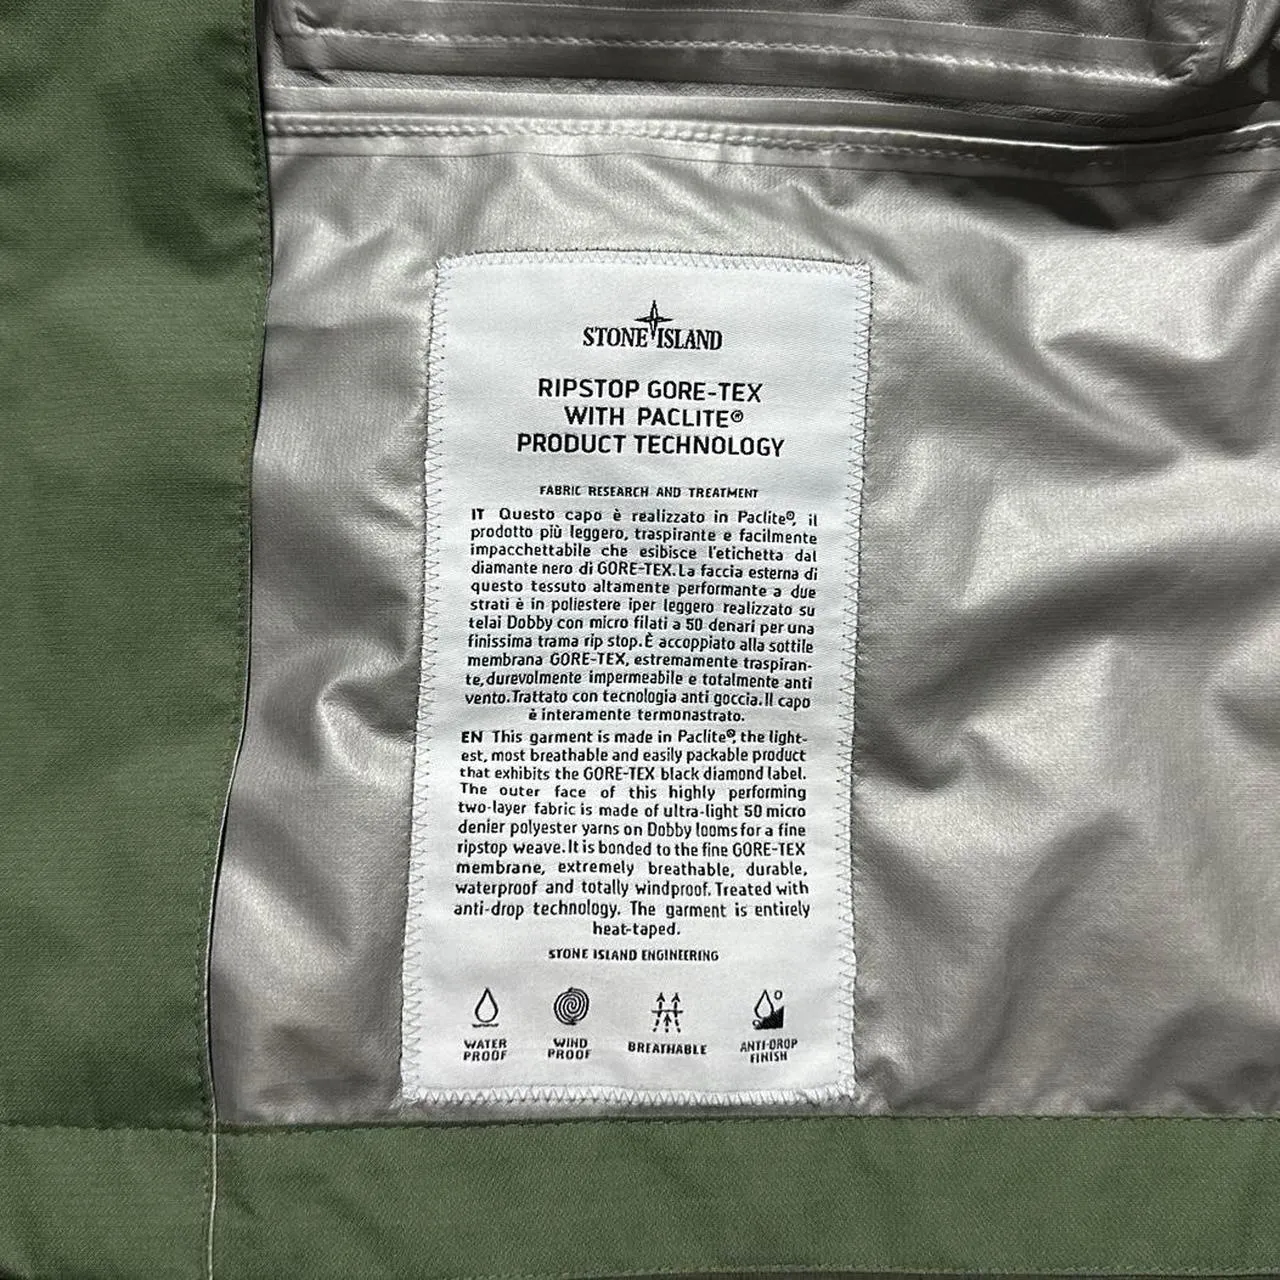 STONE ISLAND
RIPSTOP GORE-TEX
WITH PACLITE®
PRODUCT TECHNOLOGY
FABRIC RESEARCH AND TREATMENT
IT Questo capo è realizzato in Paclite®, il
prodotto più leggero, traspirante e facilmente
impacchettabile che esibisce l'etichetta dal
diamante nero di GORE-TEX. La faccia esterna di
questo tessuto altamente performante a due
strati è in poliestere iper leggero realizzato su
telai Dobby con micro filati a 50 denari per una
finissima trama rip stop. È accoppiato alla sottile
membrana GORE-TEX, estremamente traspiran-
te, durevolmente impermeabile e totalmente anti
vento. Trattato con tecnologia anti goccia. Il capo
è interamente termonastrato.
EN This garment is made in Paclite®, the light-
est, most breathable and easily packable product
that exhibits the GORE-TEX black diamond label.
The outer face of this highly performing
two-layer fabric is made of ultra-light 50 micro
denier polyester yarns on Dobby looms for a fine
ripstop weave. It is bonded to the fine GORE-TEX
membrane, extremely breathable, durable,
waterproof and totally windproof. Treated with
anti-drop technology. The garment is entirely
heat-taped.
STONE ISLAND ENGINEERING
WATER
PROOF
WIND
PROOF
BREATHABLE
ANTI-DROP
FINISH